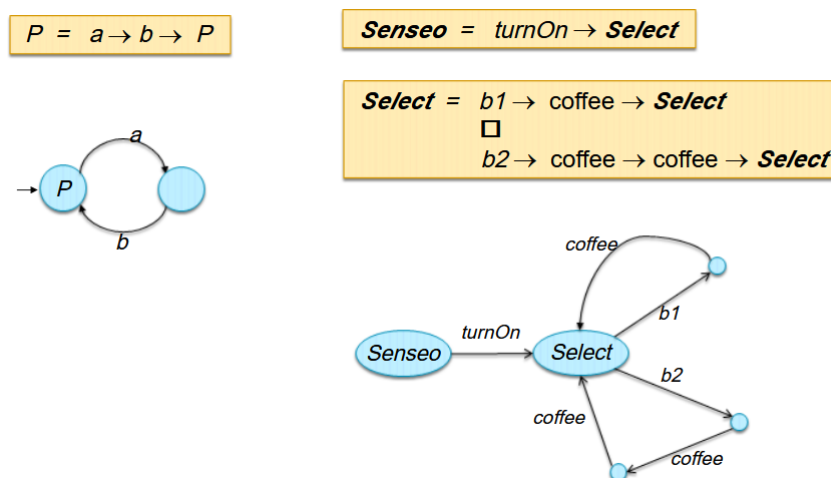 P = a → b → P
Senseo = turnOn → Select
Select = b1 → coffee → Select
□
b2 → coffee → coffee → Select
a
P
b
coffee
b1
turnOn
Senseo
Select
b2
coffee
coffee